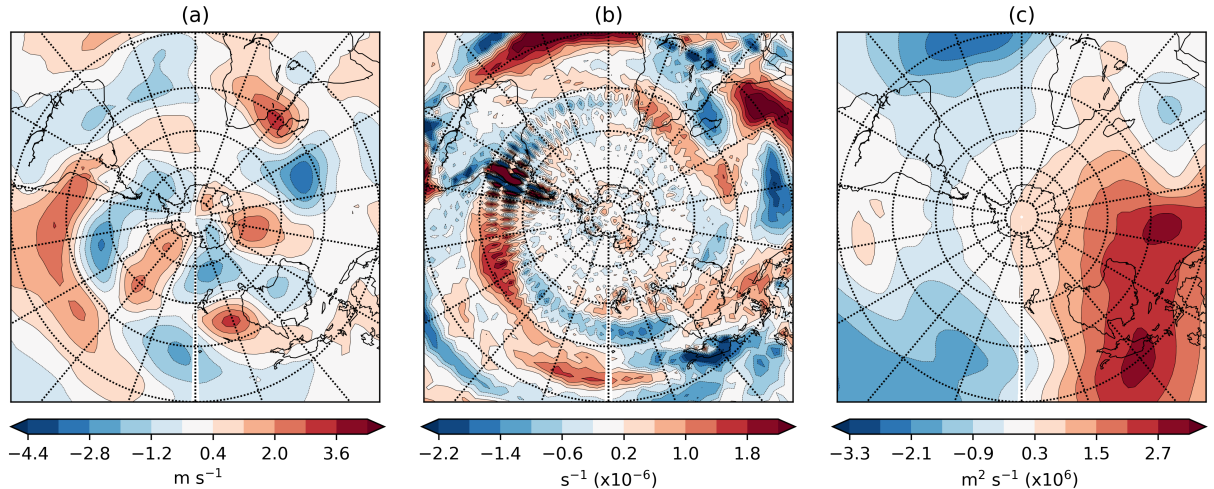 (a)
(b)
(c)
−4.4 −2.8 −1.2 0.4 2.0 3.6
m s⁻¹
−2.2 −1.4 −0.6 0.2 1.0 1.8
s⁻¹ (x10⁻⁶)
−3.3 −2.1 −0.9 0.3 1.5 2.7
m² s⁻¹ (x10⁶)